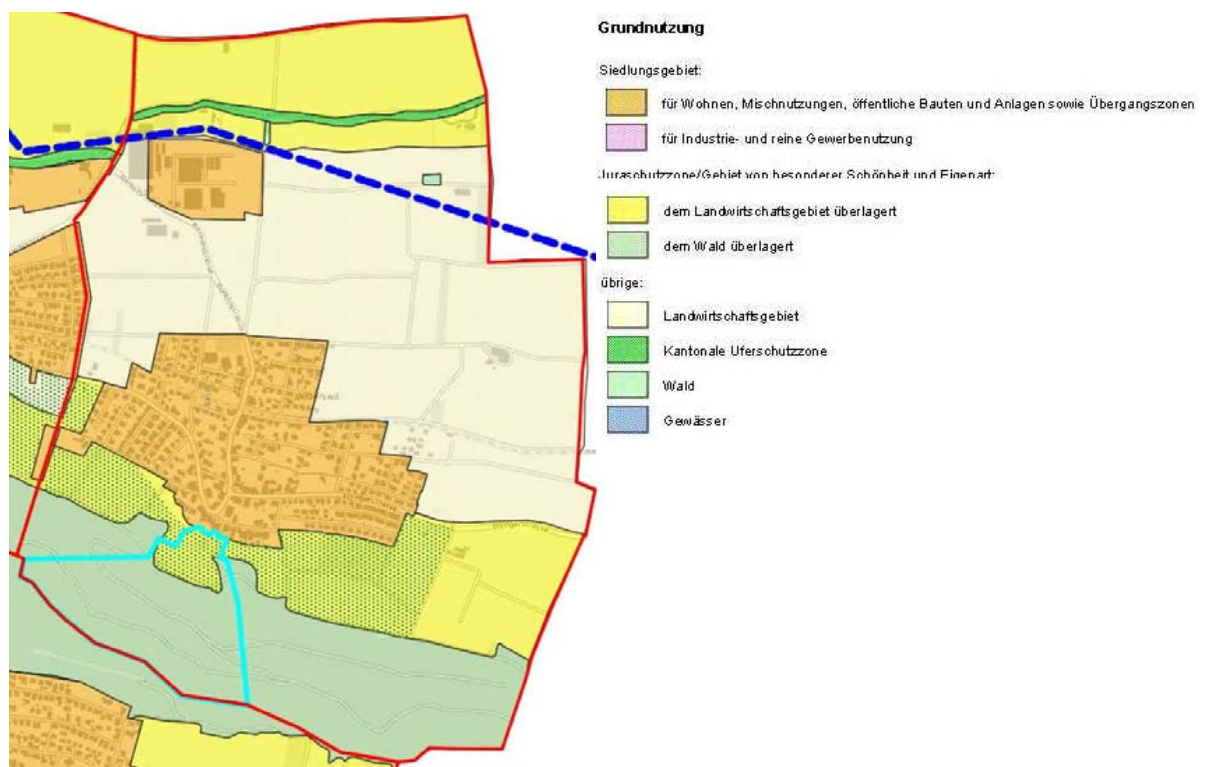 Grundnutzung
Siedlungsgebiet:
für Wohnen, Mischnutzungen, öffentliche Bauten und Anlagen sowie Übergangszonen
für Industrie- und reine Gewerbenutzung
Juraschutzzone/Gebiet von besonderer Schönheit und Eigenart:
dem Landwirtschaftsgebiet überlagert
dem Wald überlagert
übrige:
Landwirtschaftsgebiet
Kantonale Uferschutzzone
Wald
Gewässer